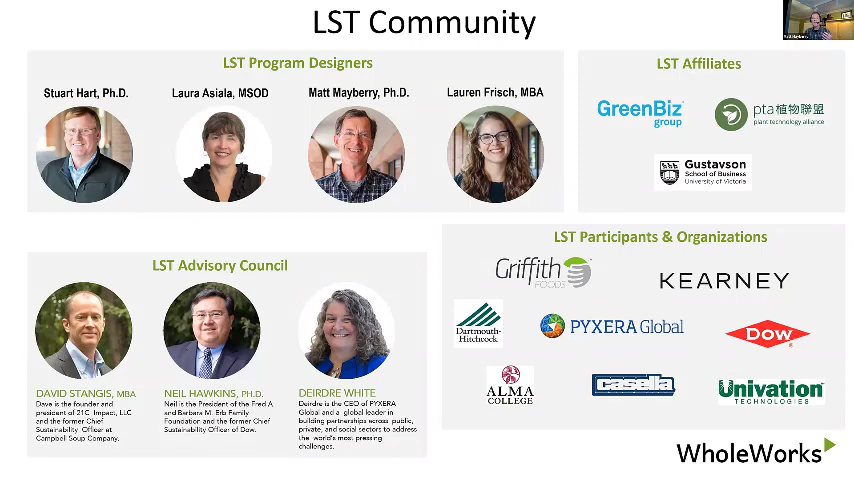 LST Community
LST Program Designers
Stuart Hart, Ph.D.
Laura Asiala, MSOD
Matt Mayberry, Ph.D.
Lauren Frisch, MBA
LST Affiliates
GreenBiz
group
pta植物聯盟
plant technology alliance
Gustavson
School of Business
University of Victoria
LST Advisory Council
DAVID STANGIS, MBA
Dave is the founder and
president of 21C Impact, LLC
and the former Chief
Sustainability Officer at
Campbell Soup Company.
NEIL HAWKINS, PH.D.
Neil is the President of the Fred A
and Barbara M. Erb Family
Foundation and the former Chief
Sustainability Officer of Dow.
DEIRDRE WHITE
Deirdre is the CEO of PYXERA
Global and a global leader in
building partnerships across public,
private, and social sectors to address
the world's most pressing
challenges.
LST Participants & Organizations
Griffith
FOODS
KEARNEY
Dartmouth-
Hitchcock
PYXERA Global
DOW
ALMA
COLLEGE
casella
Univation
TECHNOLOGIES
WholeWorks